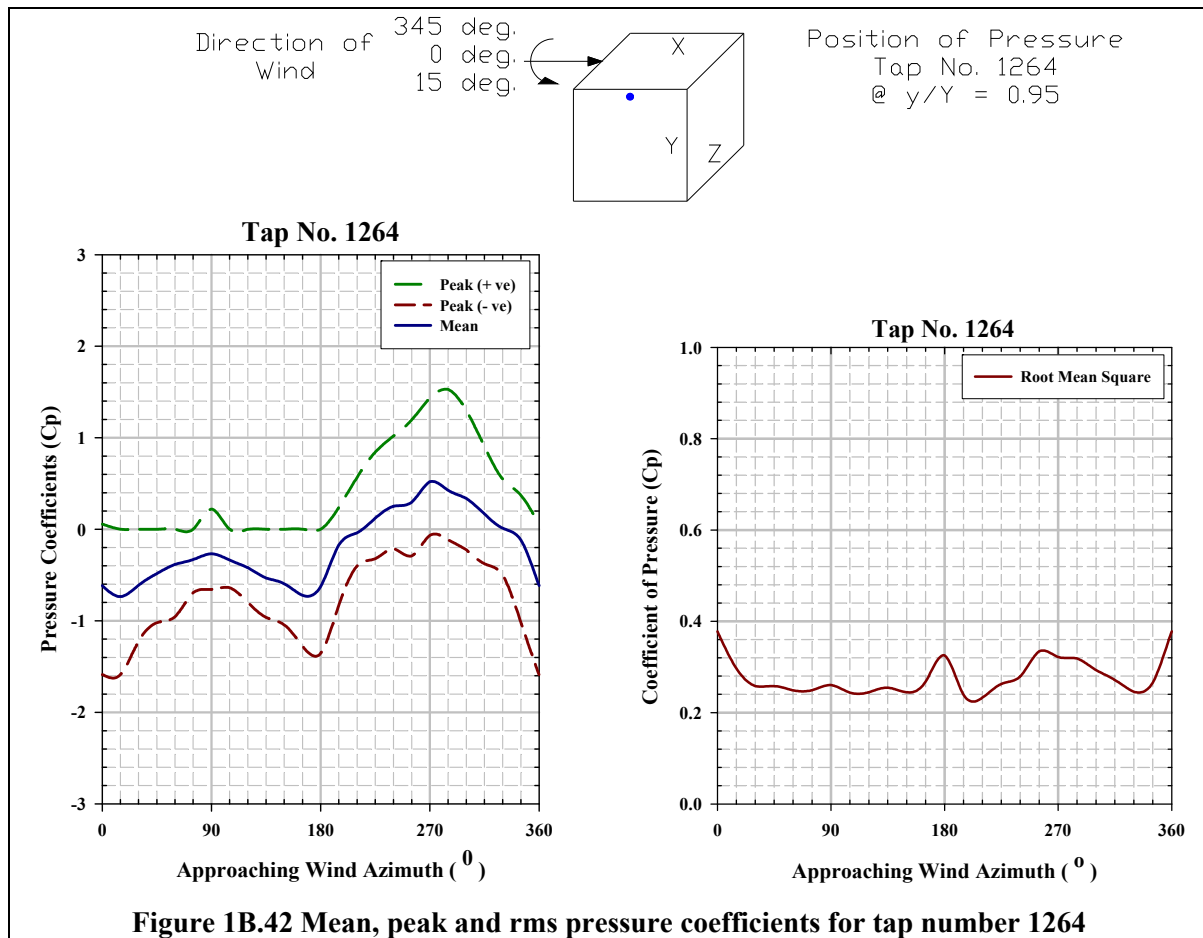 Direction of
Wind
345 deg.
0 deg.
15 deg.
X
Y
Z
Position of Pressure
Tap No. 1264
@ y/Y = 0.95
Tap No. 1264
Peak (+ ve)
Peak (- ve)
Mean
Pressure Coefficients (Cp)
3
2
1
0
-1
-2
-3
0 90 180 270 360
Approaching Wind Azimuth ( 0 )
Tap No. 1264
Root Mean Square
Coefficient of Pressure (Cp)
1.0
0.8
0.6
0.4
0.2
0.0
0 90 180 270 360
Approaching Wind Azimuth ( o )
Figure 1B.42 Mean, peak and rms pressure coefficients for tap number 1264